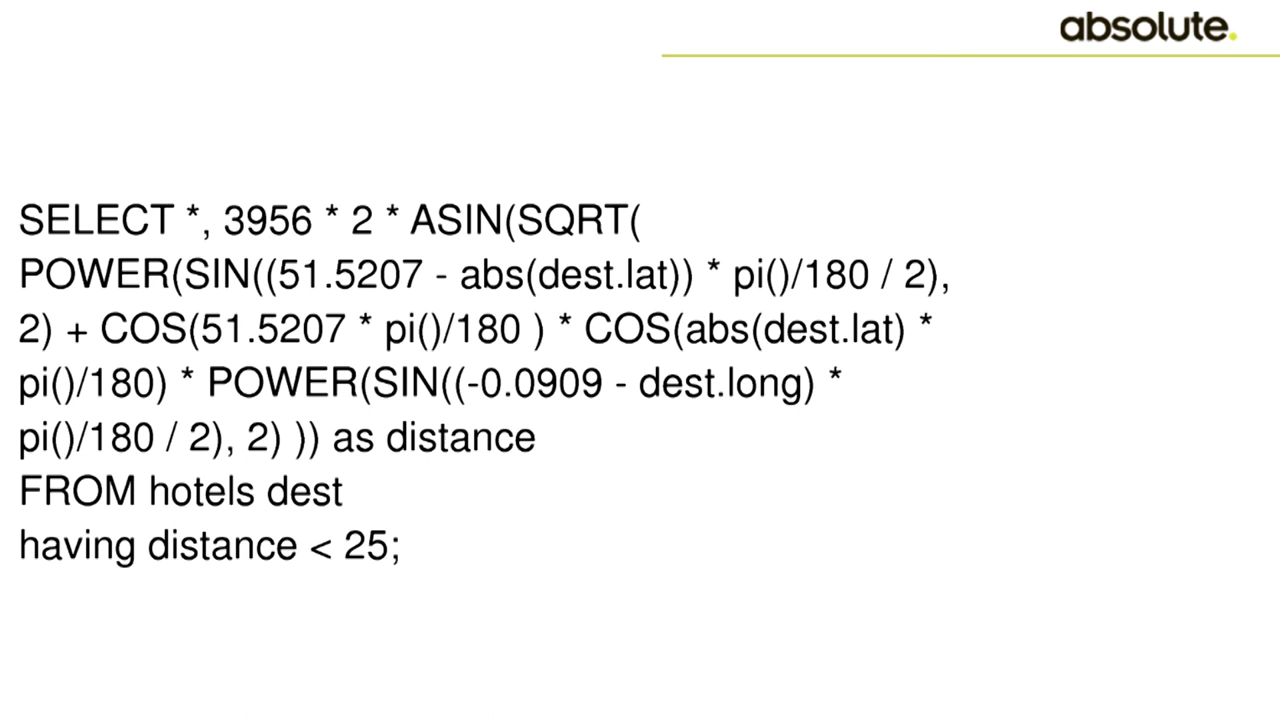 absolute.
SELECT *, 3956 * 2 * ASIN(SQRT(
POWER(SIN((51.5207 - abs(dest.lat)) * pi()/180 / 2),
2) + COS(51.5207 * pi()/180 ) * COS(abs(dest.lat) *
pi()/180) * POWER(SIN((-0.0909 - dest.long) *
pi()/180 / 2), 2) )) as distance
FROM hotels dest
having distance < 25;